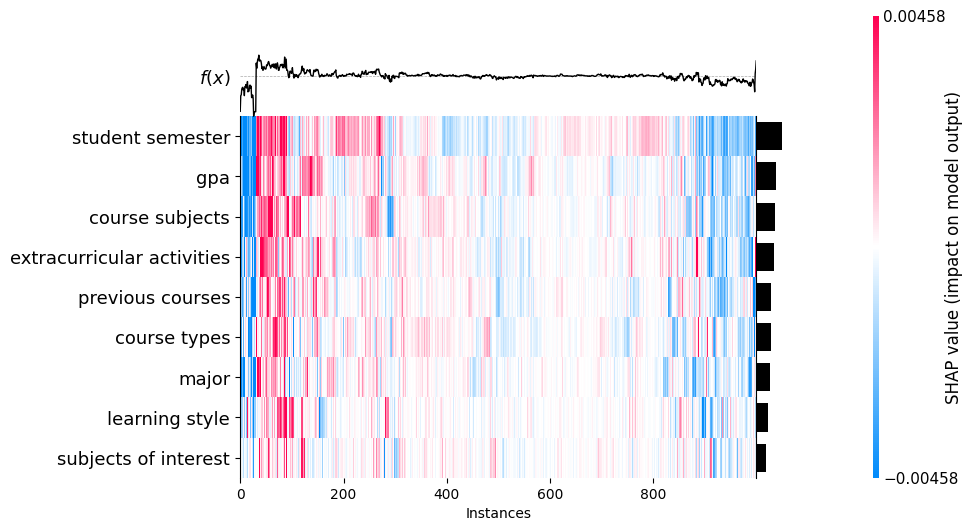 0.00458
f(x)
student semester
gpa
course subjects
extracurricular activities
previous courses
course types
major
learning style
subjects of interest
0 200 400 600 800
Instances
−0.00458
SHAP value (impact on model output)